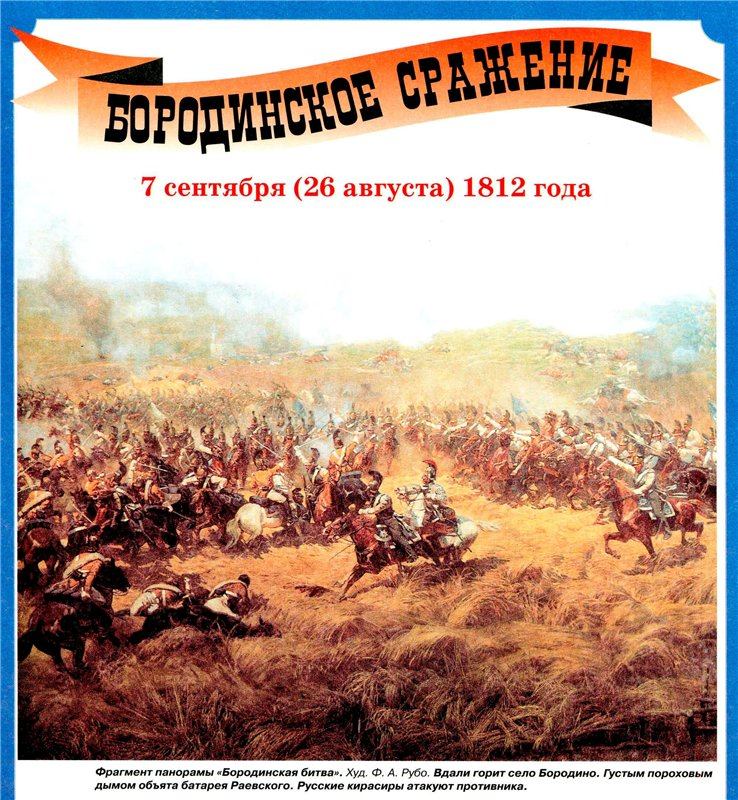 БОРОДИНСКОЕ СРАЖЕНИЕ
7 сентября (26 августа) 1812 года
Фрагмент панорамы «Бородинская битва». Худ. Ф. А. Рубо. Вдали горит село Бородино. Густым пороховым
дымом объята батарея Раевского. Русские кирасиры атакуют противника.